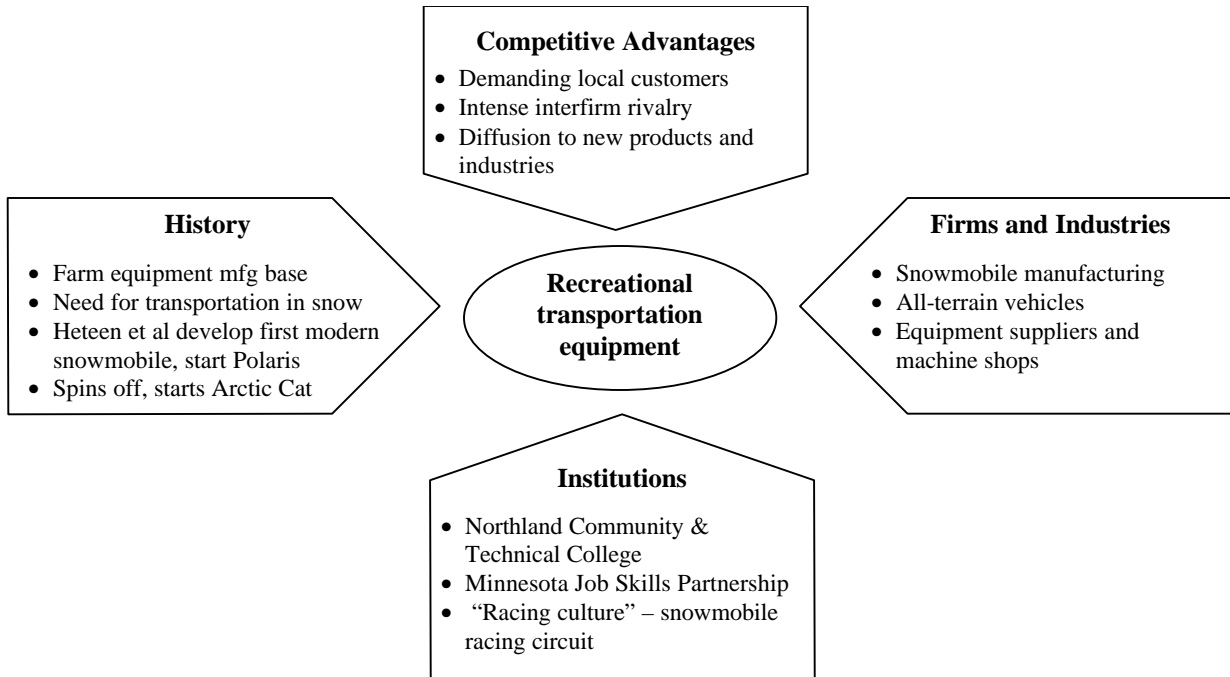 Competitive Advantages
• Demanding local customers
• Intense interfirm rivalry
• Diffusion to new products and
industries
History
• Farm equipment mfg base
• Need for transportation in snow
• Heteen et al develop first modern
snowmobile, start Polaris
• Spins off, starts Arctic Cat
Recreational
transportation
equipment
Firms and Industries
• Snowmobile manufacturing
• All-terrain vehicles
• Equipment suppliers and
machine shops
Institutions
• Northland Community &
Technical College
• Minnesota Job Skills Partnership
• “Racing culture” – snowmobile
racing circuit